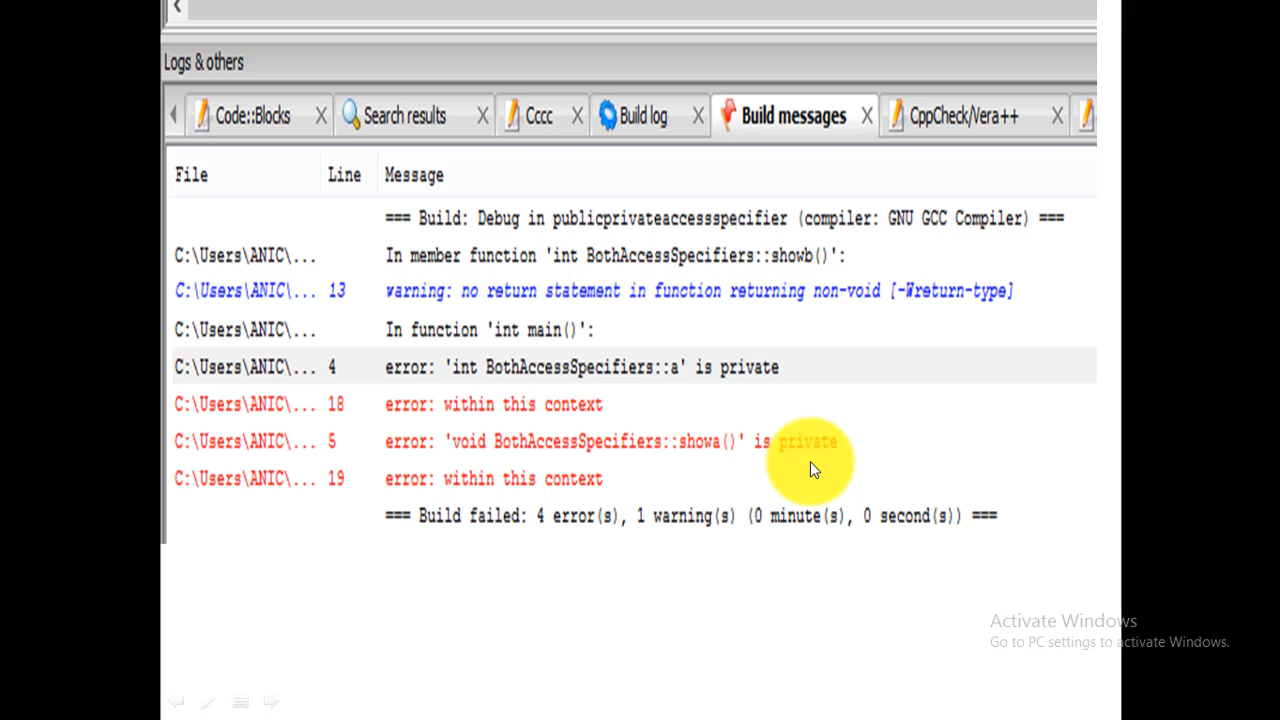 Logs & others
Code::Blocks Search results Cccc Build log Build messages CppCheck/Vera++
File Line Message
=== Build: Debug in publicprivateaccessspecifier (compiler: GNU GCC Compiler) ===
C:\Users\ANIC\... In member function 'int BothAccessSpecifiers::showb()':
C:\Users\ANIC\... 13 warning: no return statement in function returning non-void [-Wreturn-type]
C:\Users\ANIC\... In function 'int main()':
C:\Users\ANIC\... 4 error: 'int BothAccessSpecifiers::a' is private
C:\Users\ANIC\... 18 error: within this context
C:\Users\ANIC\... 5 error: 'void BothAccessSpecifiers::showa()' is private
C:\Users\ANIC\... 19 error: within this context
=== Build failed: 4 error(s), 1 warning(s) (0 minute(s), 0 second(s)) ===
Activate Windows
Go to PC settings to activate Windows.